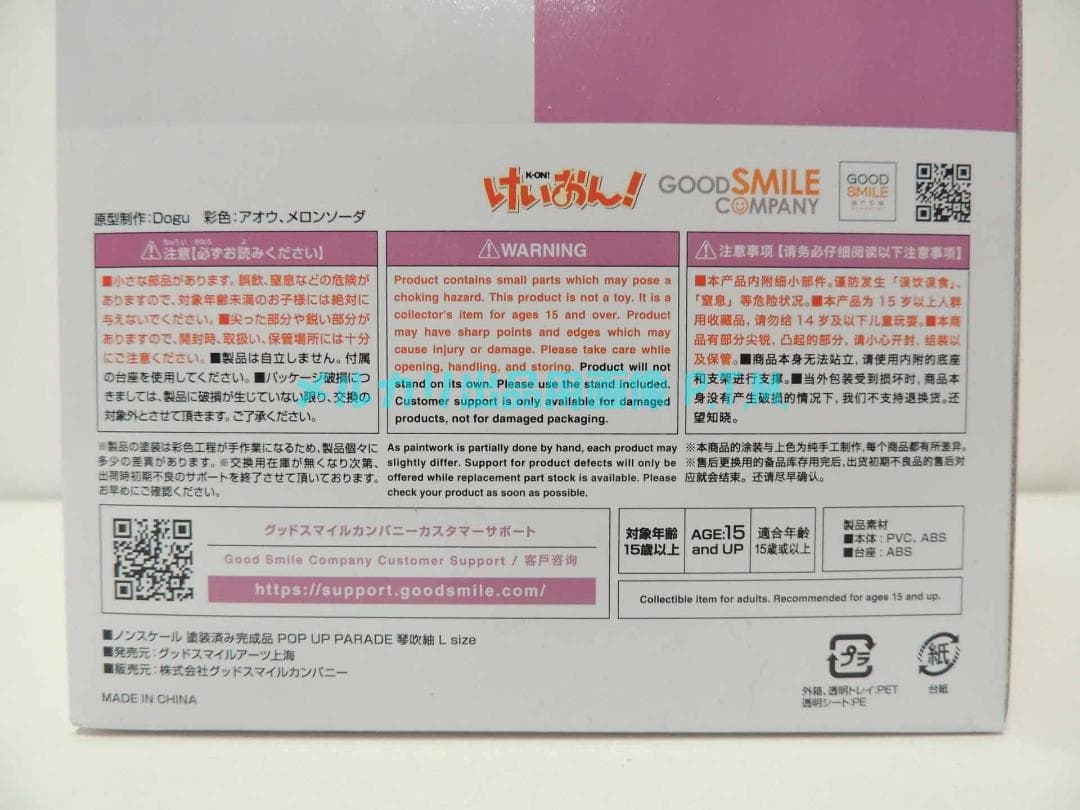 K-ON!
けいおん!
GOOD SMILE
COMPANY
GOOD
SMILE
arts
原型制作：Dogu 彩色：アオウ、メロンソーダ
ちゅうい かなら よ
⚠注意【必ずお読みください】
■小さな部品があります。誤飲、窒息などの危険が
ありますので、対象年齢未満のお子様には絶対に
与えないでください。■尖った部分や鋭い部分が
ありますので、開封時、取扱い、保管場所には十分
にご注意ください。■製品は自立しません。付属
の台座を使用してください。■パッケージ破損につ
きましては、製品に破損が生じていない限り、交換の
対象外とさせて頂きます。ご了承ください。
⚠WARNING
Product contains small parts which may pose a
choking hazard. This product is not a toy. It is a
collector's item for ages 15 and over. Product
may have sharp points and edges which may
cause injury or damage. Please take care while
opening, handling, and storing. Product will not
stand on its own. Please use the stand included.
Customer support is only available for damaged
products, not for damaged packaging.
⚠注意事项【请务必仔细阅读以下注意事项】
■本产品内附细小部件。谨防发生「误饮误食」、
「窒息」等危险状况。■本产品为 15 岁以上人群
用收藏品，请勿给 14 岁及以下儿童玩耍。■本商
品有部分尖锐，凸起的部分，请小心开封，组装以
及保管。■商品本身无法站立，请使用内附的底座
和支架进行支撑。■当外包装受到损坏时，商品本
身没有产生破损的情况下，我们不支持退换货。还
望知晓。
※製品の塗装は彩色工程が手作業になるため、製品個々に
多少の差異があります。※交換用在庫が無くなり次第、
出荷時初期不良のサポートを終了させて頂いております。
お早めにご確認ください。
As paintwork is partially done by hand, each product may
slightly differ. Support for product defects will only be
offered while replacement part stock is available. Please
check your product as soon as possible.
※本商品的涂装与上色为纯手工制作，每个商品都有所差异。
※售后更换用的备品库存用完后，出货初期不良品的售后对
应就会结束。 还请尽早确认。
グッドスマイルカンパニーカスタマーサポート
Good Smile Company Customer Support / 客戶咨询
https://support.goodsmile.com/
対象年齢
15歳以上
AGE:15
and UP
適合年齢
15歳或以上
製品素材
■本体：PVC、ABS
■台座：ABS
Collectible item for adults. Recommended for ages 15 and up.
■ノンスケール 塗装済み完成品 POP UP PARADE 琴吹紬 L size
■発売元：グッドスマイルアーツ上海
■販売元：株式会社グッドスマイルカンパニー
MADE IN CHINA
プラ
外箱、透明トレイ：PET
透明シート：PE
紙
台紙